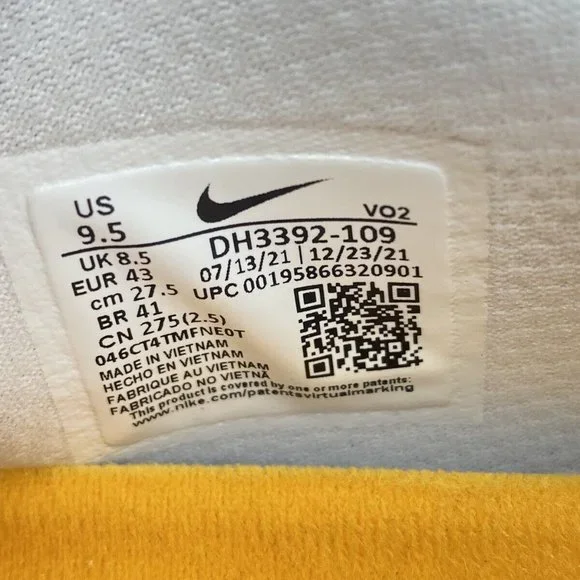 US
9.5
UK 8.5
EUR 43
cm 27.5
BR 41
CN 275(2.5)
046CT4TMFNE0T
MADE IN VIETNAM
HECHO EN VIETNAM
FABRIQUE AU VIETNAM
FABRICADO NO VIETNÃ
This product is covered by one or more patents:
www.nike.com/patentsvirtualmarking
VO2
DH3392-109
07/13/21 | 12/23/21
UPC 00195866320901